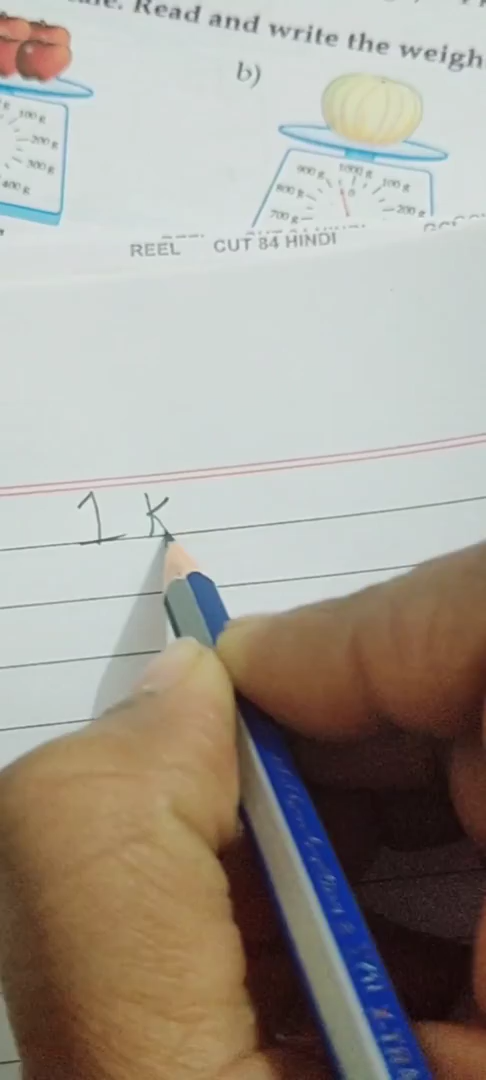 Read and write the weigh
b)
100 g
200 g
300 g
400 g
900 g 1000 g 100 g
800 g
700 g 200 g
0
REEL CUT 84 HINDI
1 K